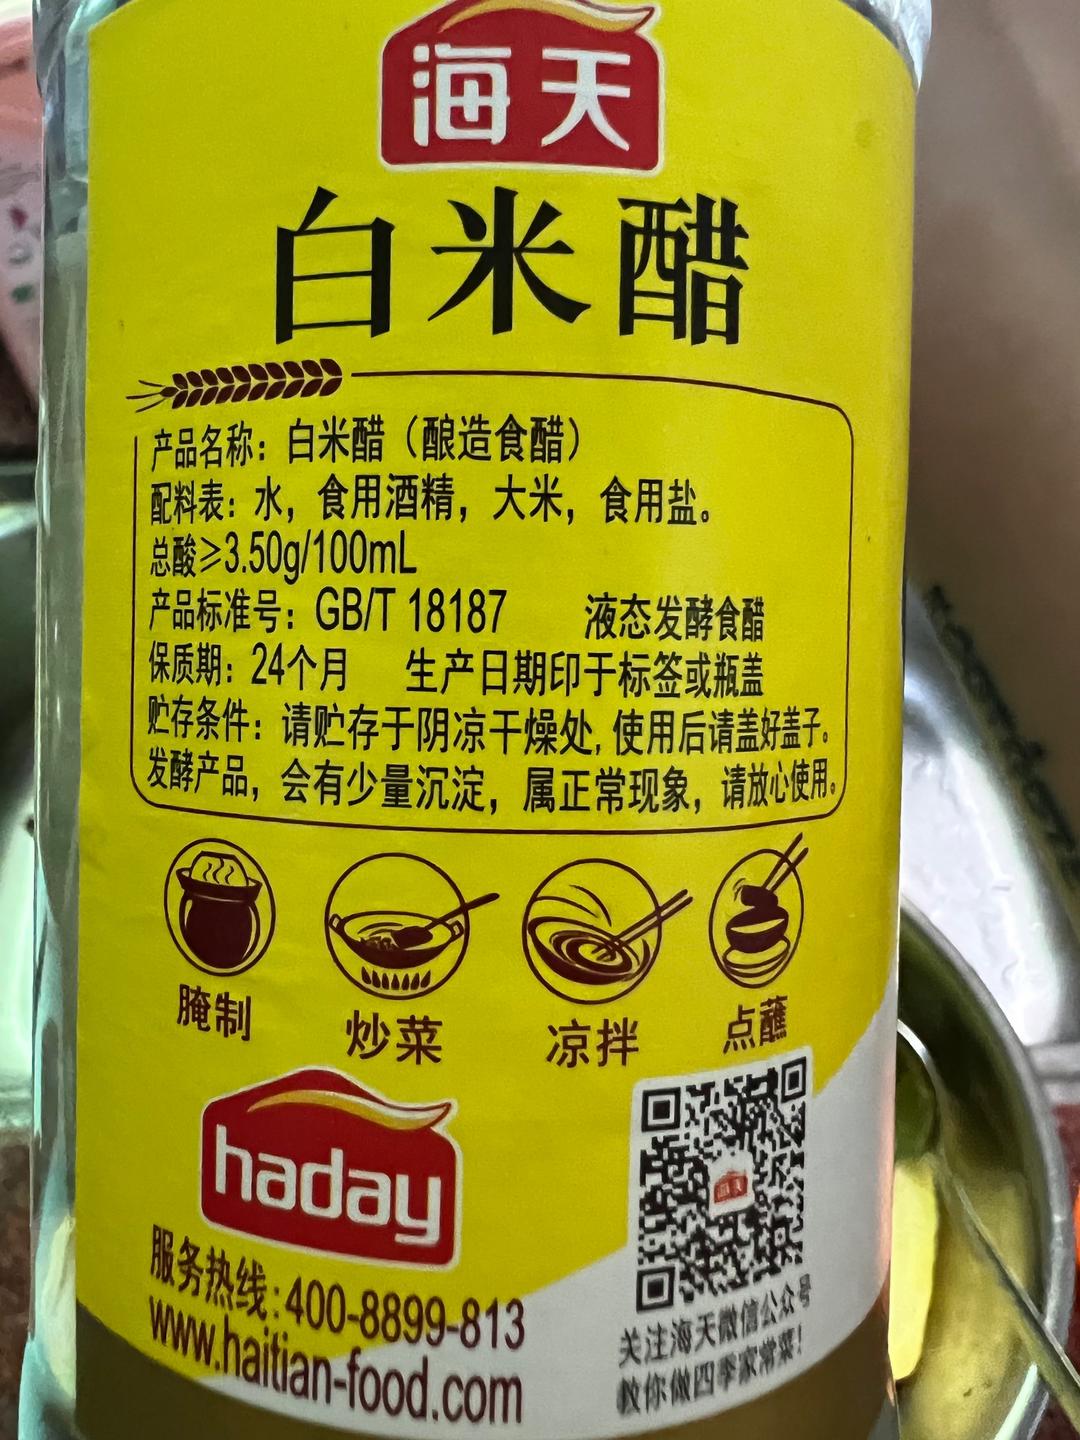 海天
白米醋
产品名称：白米醋（酿造食醋）
配料表：水，食用酒精，大米，食用盐。
总酸≥3.50g/100mL
产品标准号：GB/T 18187 液态发酵食醋
保质期：24个月 生产日期印于标签或瓶盖
贮存条件：请贮存于阴凉干燥处，使用后请盖好盖子。
发酵产品，会有少量沉淀，属正常现象，请放心使用。
腌制 炒菜 凉拌 点蘸
haday
海天
服务热线：400-8899-813
www.haitian-food.com
关注海天微信公众号
教你做四季家常菜！